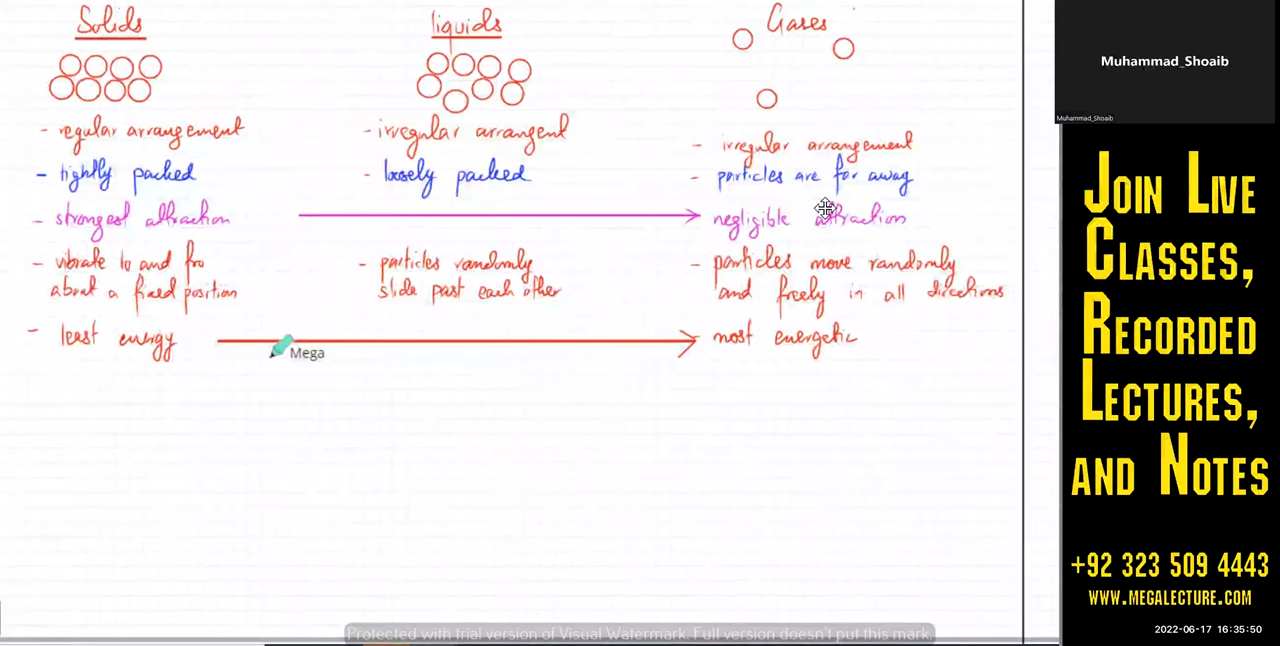 Solids
- regular arrangement
- tightly packed
- strongest attraction
- vibrate to and fro
about a fixed position
- least energy
liquids
- irregular arrangent
- loosely packed
- particles randomly
slide past each other
Gases
- irregular arrangement
- particles are far away
negligible attraction
- particles move randomly
and freely in all directions
- most energetic
Mega
Muhammad_Shoaib
Muhammad_Shoaib
JOIN LIVE
CLASSES,
RECORDED
LECTURES,
AND NOTES
+92 323 509 4443
WWW.MEGALECTURE.COM
2022-06-17 16:35:50
Protected with trial version of Visual Watermark. Full version doesn't put this mark.